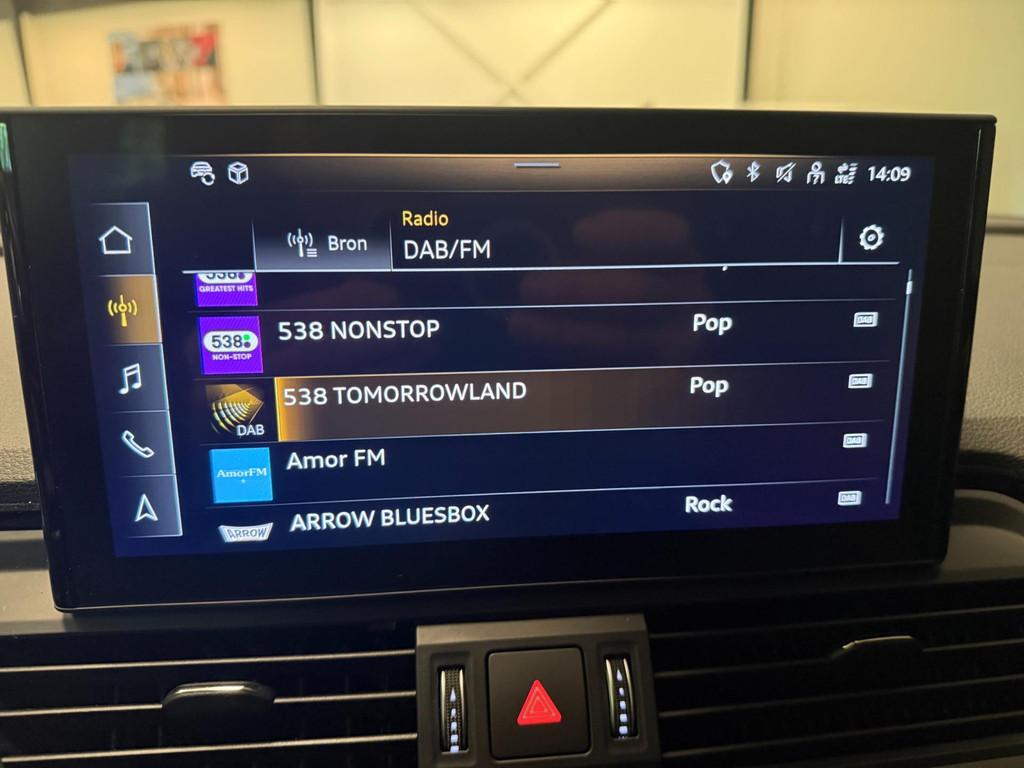 14:09
Radio
Bron
DAB/FM
GREATEST HITS
538 NONSTOP
Pop
DAB
538
NON-STOP
538 TOMORROWLAND
Pop
DAB
DAB
Amor FM
DAB
AmorFM
ARROW BLUESBOX
Rock
DAB
ARROW